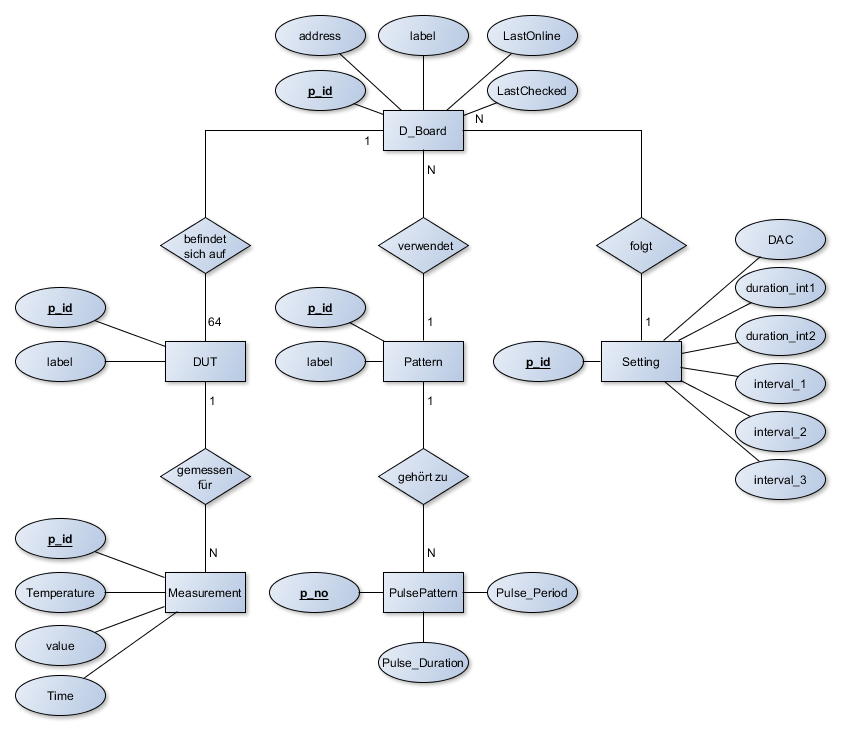 address
label
LastOnline
p_id
LastChecked
D_Board
N
1
N
befindet
sich auf
verwendet
folgt
DAC
p_id
p_id
duration_int1
64
1
1
duration_int2
label
DUT
label
Pattern
p_id
Setting
interval_1
1
1
interval_2
gemessen
für
gehört zu
interval_3
p_id
N
N
Temperature
Measurement
p_no
PulsePattern
Pulse_Period
value
Pulse_Duration
Time